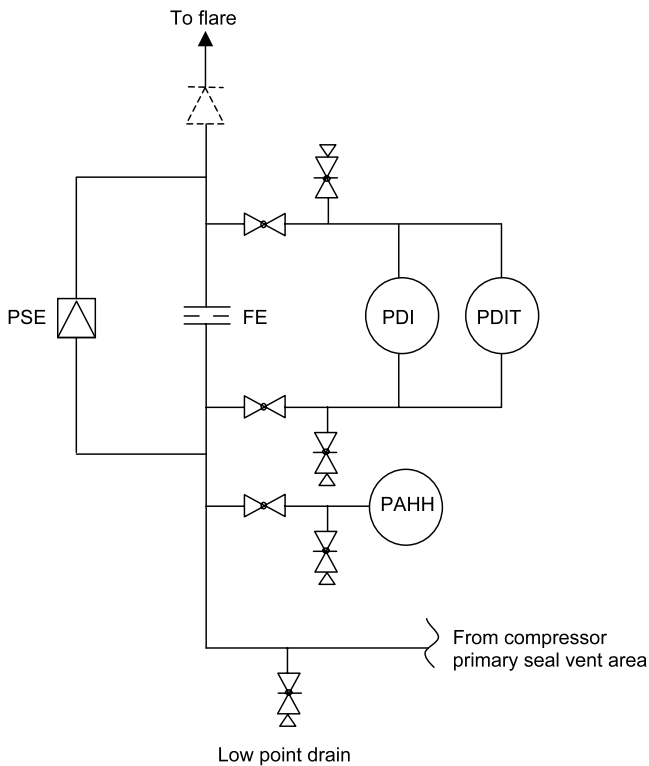 To flare
PSE
FE
PDI
PDIT
PAHH
From compressor
primary seal vent area
Low point drain